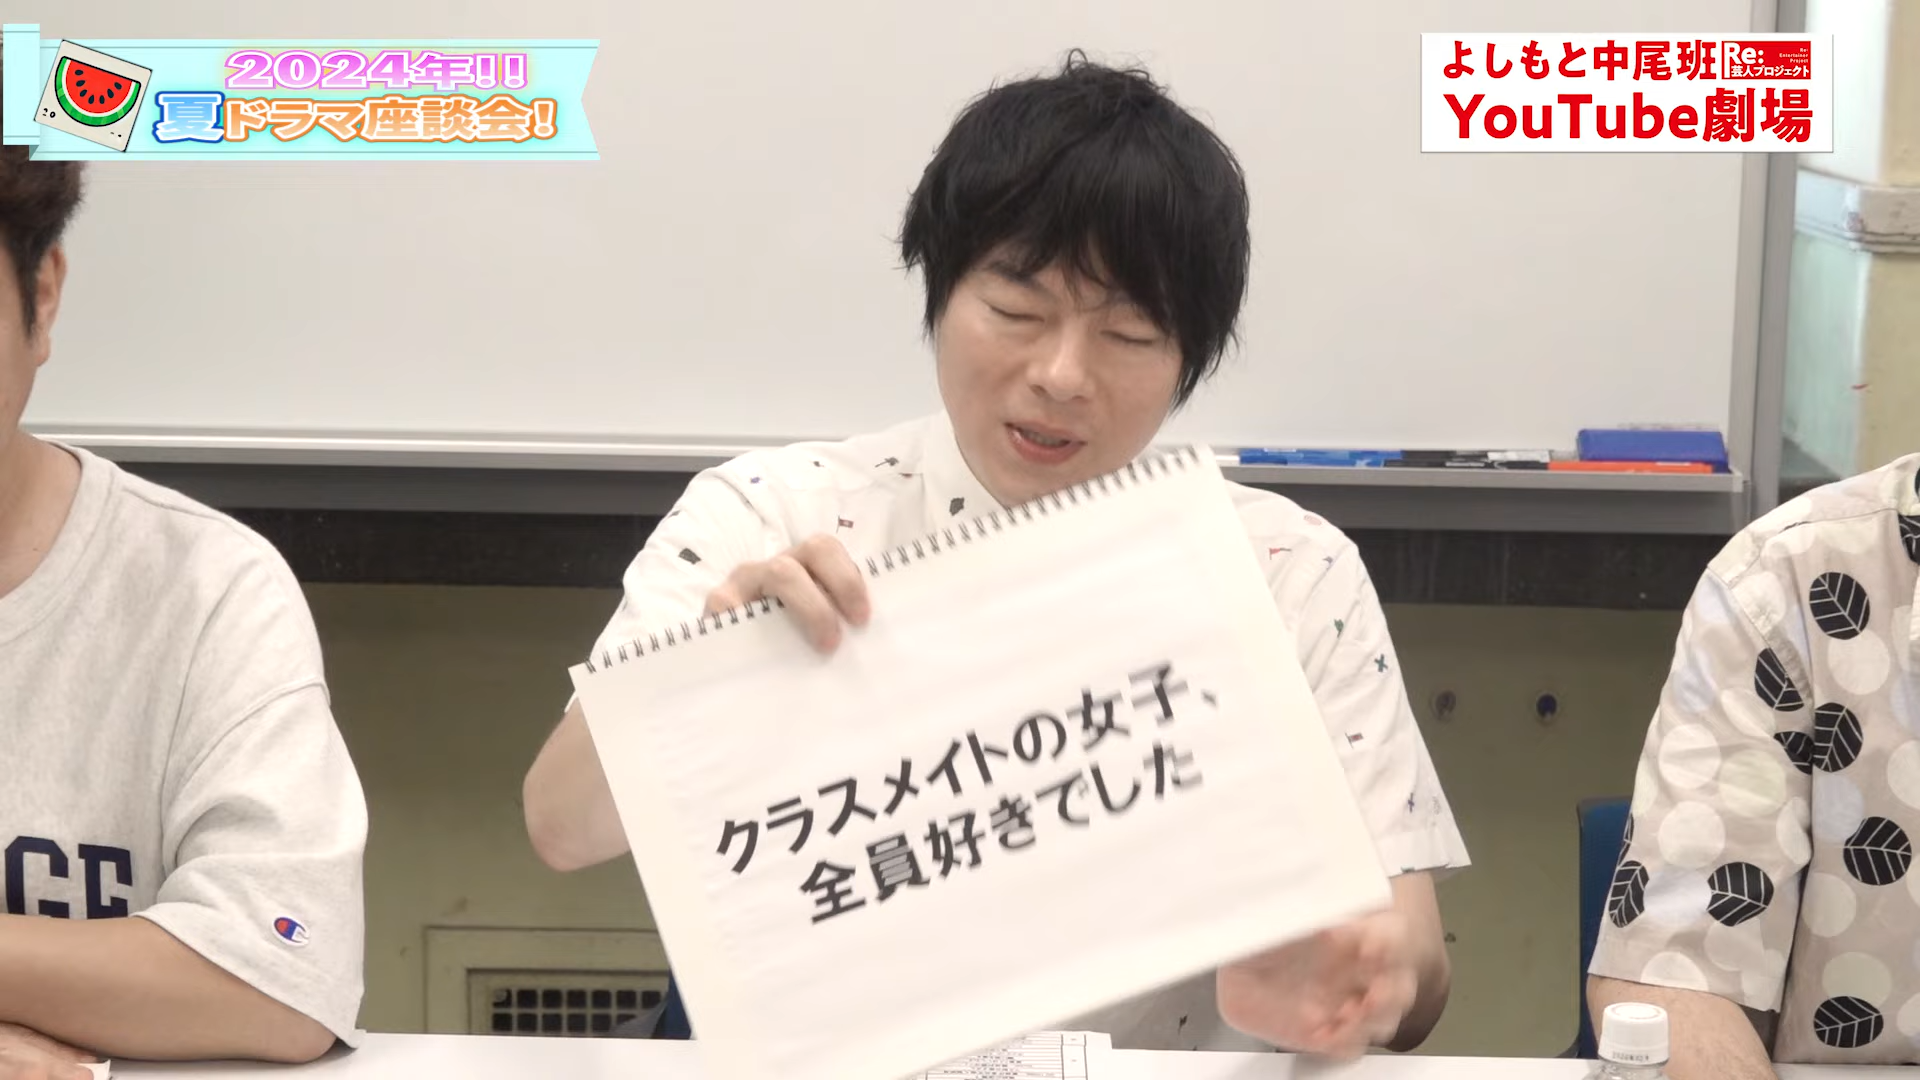 2024年!!
夏ドラマ座談会!
よしもと中尾班
Re:
芸人プロジェクト
YouTube劇場
クラスメイトの女子、
全員好きでした
GE